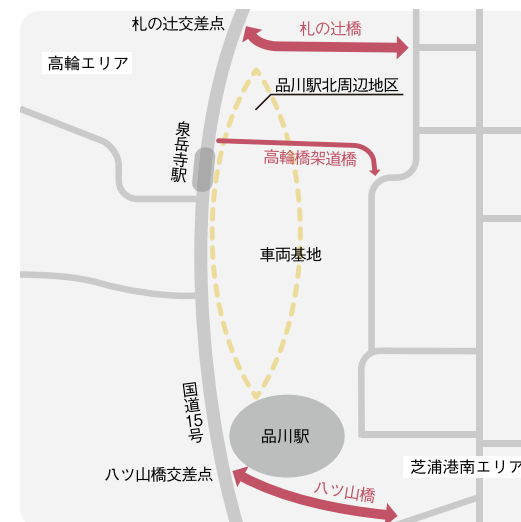 札の辻交差点
札の辻橋
高輪エリア
品川駅北周辺地区
泉岳寺駅
高輪橋架道橋
車両基地
国道15号
品川駅
芝浦港南エリア
八ツ山橋交差点
八ツ山橋